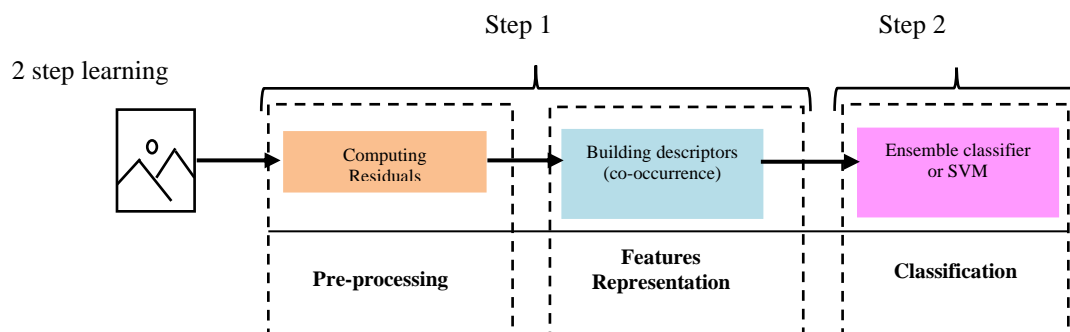 Step 1
Step 2
2 step learning
Computing
Residuals
Building descriptors
(co-occurrence)
Ensemble classifier
or SVM
Pre-processing
Features
Representation
Classification